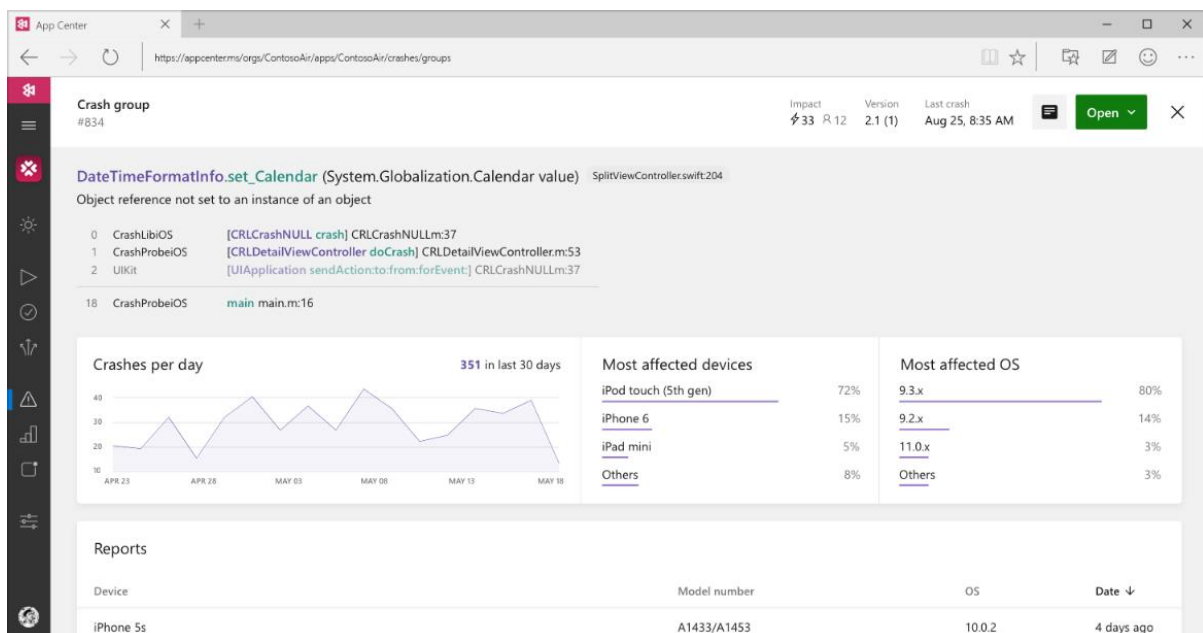 App Center
https://appcenter.ms/orgs/ContosoAir/apps/ContosoAir/crashes/groups
Crash group
#834
Impact
33 12
Version
2.1 (1)
Last crash
Aug 25, 8:35 AM
Open
DateTimeFormatInfo.set_Calendar (System.Globalization.Calendar value) SplitViewController.swift:204
Object reference not set to an instance of an object
0 CrashLibiOS [CRLCrashNULL crash] CRLCrashNULLm:37
1 CrashProbeiOS [CRLDetailViewController doCrash] CRLDetailViewController.m:53
2 UIKit [UIApplication sendAction:to:from:forEvent:] CRLCrashNULLm:37
18 CrashProbeiOS main main.m:16
Crashes per day 351 in last 30 days
40
30
20
10
APR 23 APR 28 MAY 03 MAY 08 MAY 13 MAY 18
Most affected devices
iPod touch (5th gen) 72%
iPhone 6 15%
iPad mini 5%
Others 8%
Most affected OS
9.3.x 80%
9.2.x 14%
11.0.x 3%
Others 3%
Reports
Device Model number OS Date ↓
iPhone 5s A1433/A1453 10.0.2 4 days ago